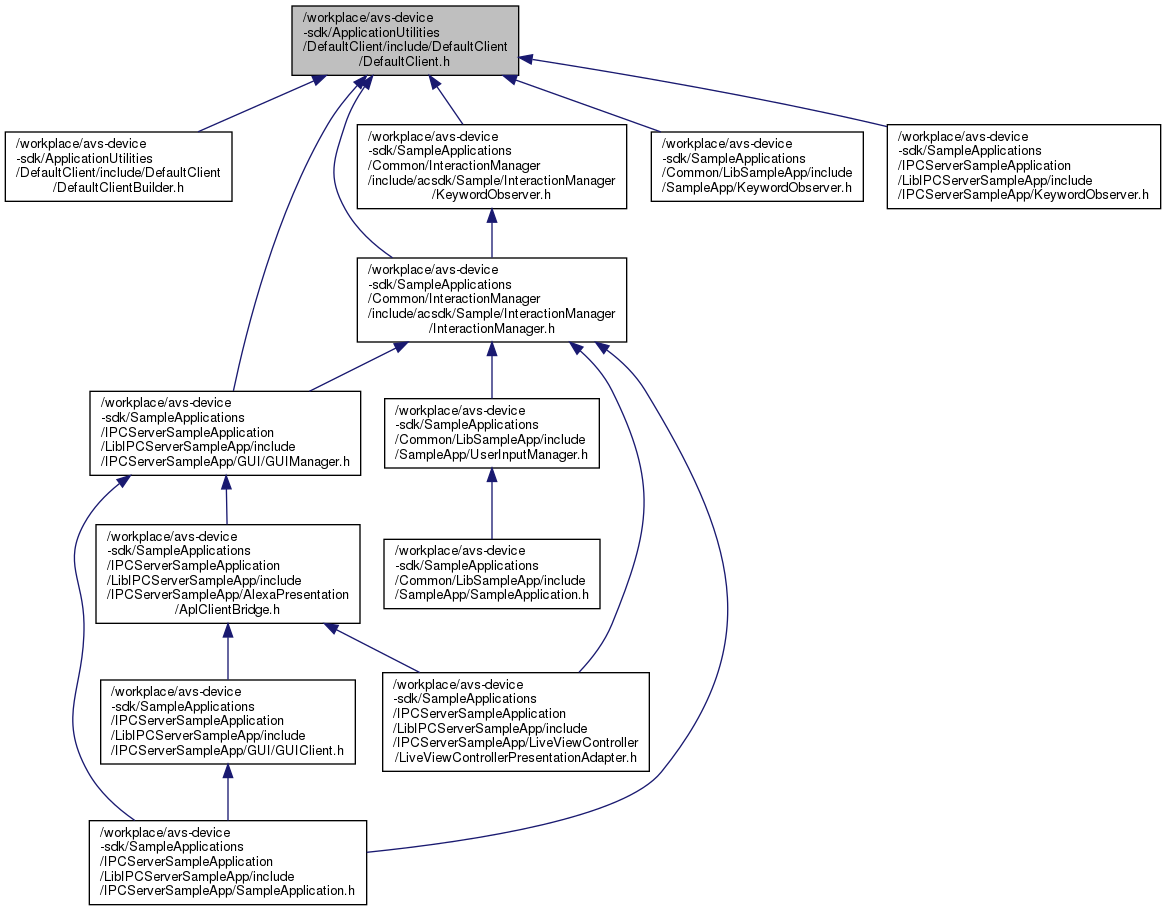 /workplace/avs-device
-sdk/ApplicationUtilities
/DefaultClient/include/DefaultClient
/DefaultClient.h
/workplace/avs-device
-sdk/ApplicationUtilities
/DefaultClient/include/DefaultClient
/DefaultClientBuilder.h
/workplace/avs-device
-sdk/SampleApplications
/Common/InteractionManager
/include/acsdk/Sample/InteractionManager
/KeywordObserver.h
/workplace/avs-device
-sdk/SampleApplications
/Common/LibSampleApp/include
/SampleApp/KeywordObserver.h
/workplace/avs-device
-sdk/SampleApplications
/IPCServerSampleApplication
/LibIPCServerSampleApp/include
/IPCServerSampleApp/KeywordObserver.h
/workplace/avs-device
-sdk/SampleApplications
/Common/InteractionManager
/include/acsdk/Sample/InteractionManager
/InteractionManager.h
/workplace/avs-device
-sdk/SampleApplications
/IPCServerSampleApplication
/LibIPCServerSampleApp/include
/IPCServerSampleApp/GUI/GUIManager.h
/workplace/avs-device
-sdk/SampleApplications
/Common/LibSampleApp/include
/SampleApp/UserInputManager.h
/workplace/avs-device
-sdk/SampleApplications
/IPCServerSampleApplication
/LibIPCServerSampleApp/include
/IPCServerSampleApp/AlexaPresentation
/AplClientBridge.h
/workplace/avs-device
-sdk/SampleApplications
/Common/LibSampleApp/include
/SampleApp/SampleApplication.h
/workplace/avs-device
-sdk/SampleApplications
/IPCServerSampleApplication
/LibIPCServerSampleApp/include
/IPCServerSampleApp/GUI/GUIClient.h
/workplace/avs-device
-sdk/SampleApplications
/IPCServerSampleApplication
/LibIPCServerSampleApp/include
/IPCServerSampleApp/LiveViewController
/LiveViewControllerPresentationAdapter.h
/workplace/avs-device
-sdk/SampleApplications
/IPCServerSampleApplication
/LibIPCServerSampleApp/include
/IPCServerSampleApp/SampleApplication.h